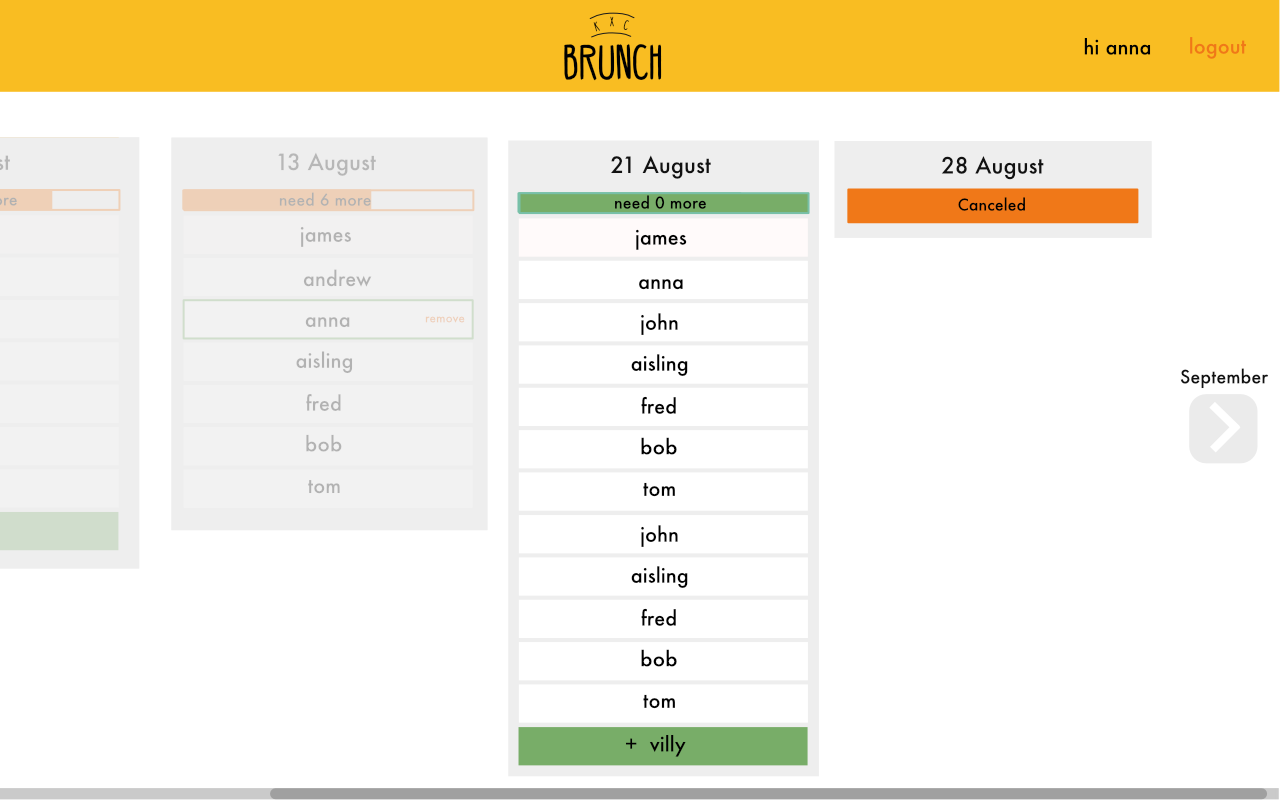 K X C
BRUNCH
hi anna
logout
st
ore
13 August
need 6 more
james
andrew
anna
remove
aisling
fred
bob
tom
21 August
need 0 more
james
anna
john
aisling
fred
bob
tom
john
aisling
fred
bob
tom
+ villy
28 August
Canceled
September